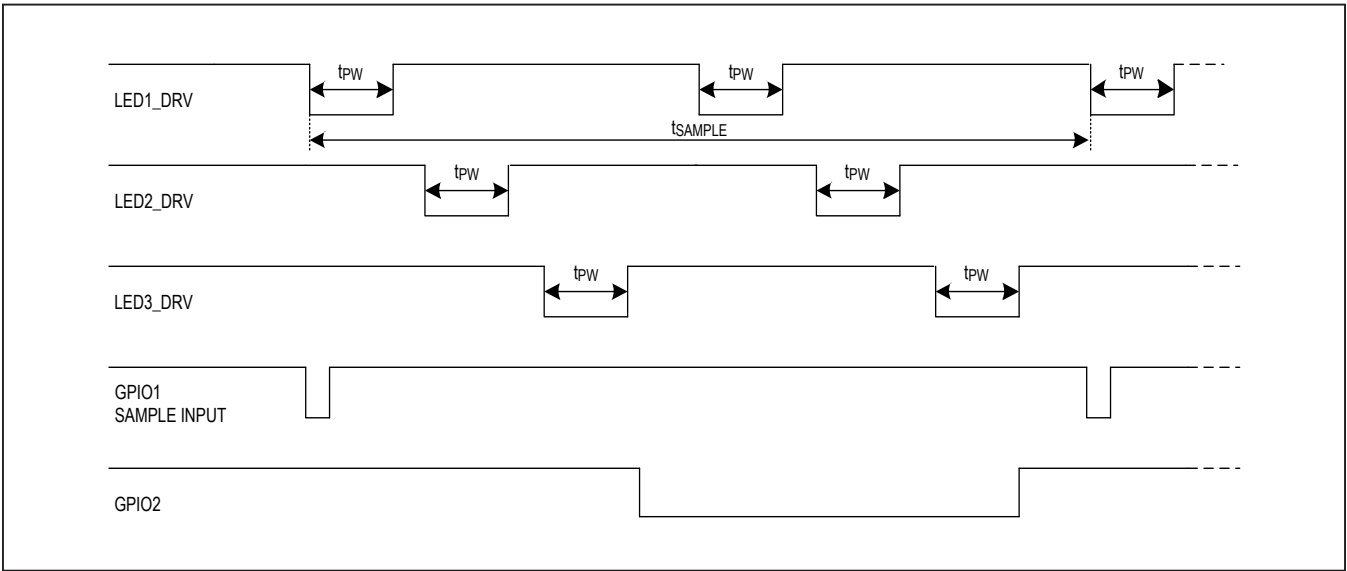 tPW tPW tPW
LED1_DRV
tSAMPLE
tPW tPW
LED2_DRV
tPW tPW
LED3_DRV
GPIO1
SAMPLE INPUT
GPIO2